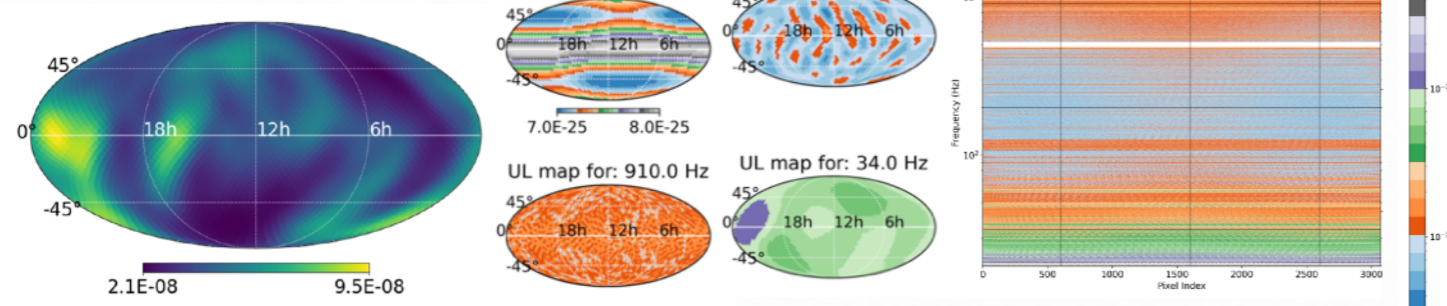 45°
0°
-45°
18h
12h
6h
2.1E-08
9.5E-08
45°
0°
-45°
18h
12h
6h
7.0E-25
8.0E-25
45°
0°
-45°
18h
12h
6h
UL map for: 910.0 Hz
45°
0°
-45°
18h
12h
6h
UL map for: 34.0 Hz
45°
0°
-45°
18h
12h
6h
Frequency (Hz)
10²
0
500
1000
1500
2000
2500
3000
Pixel Index